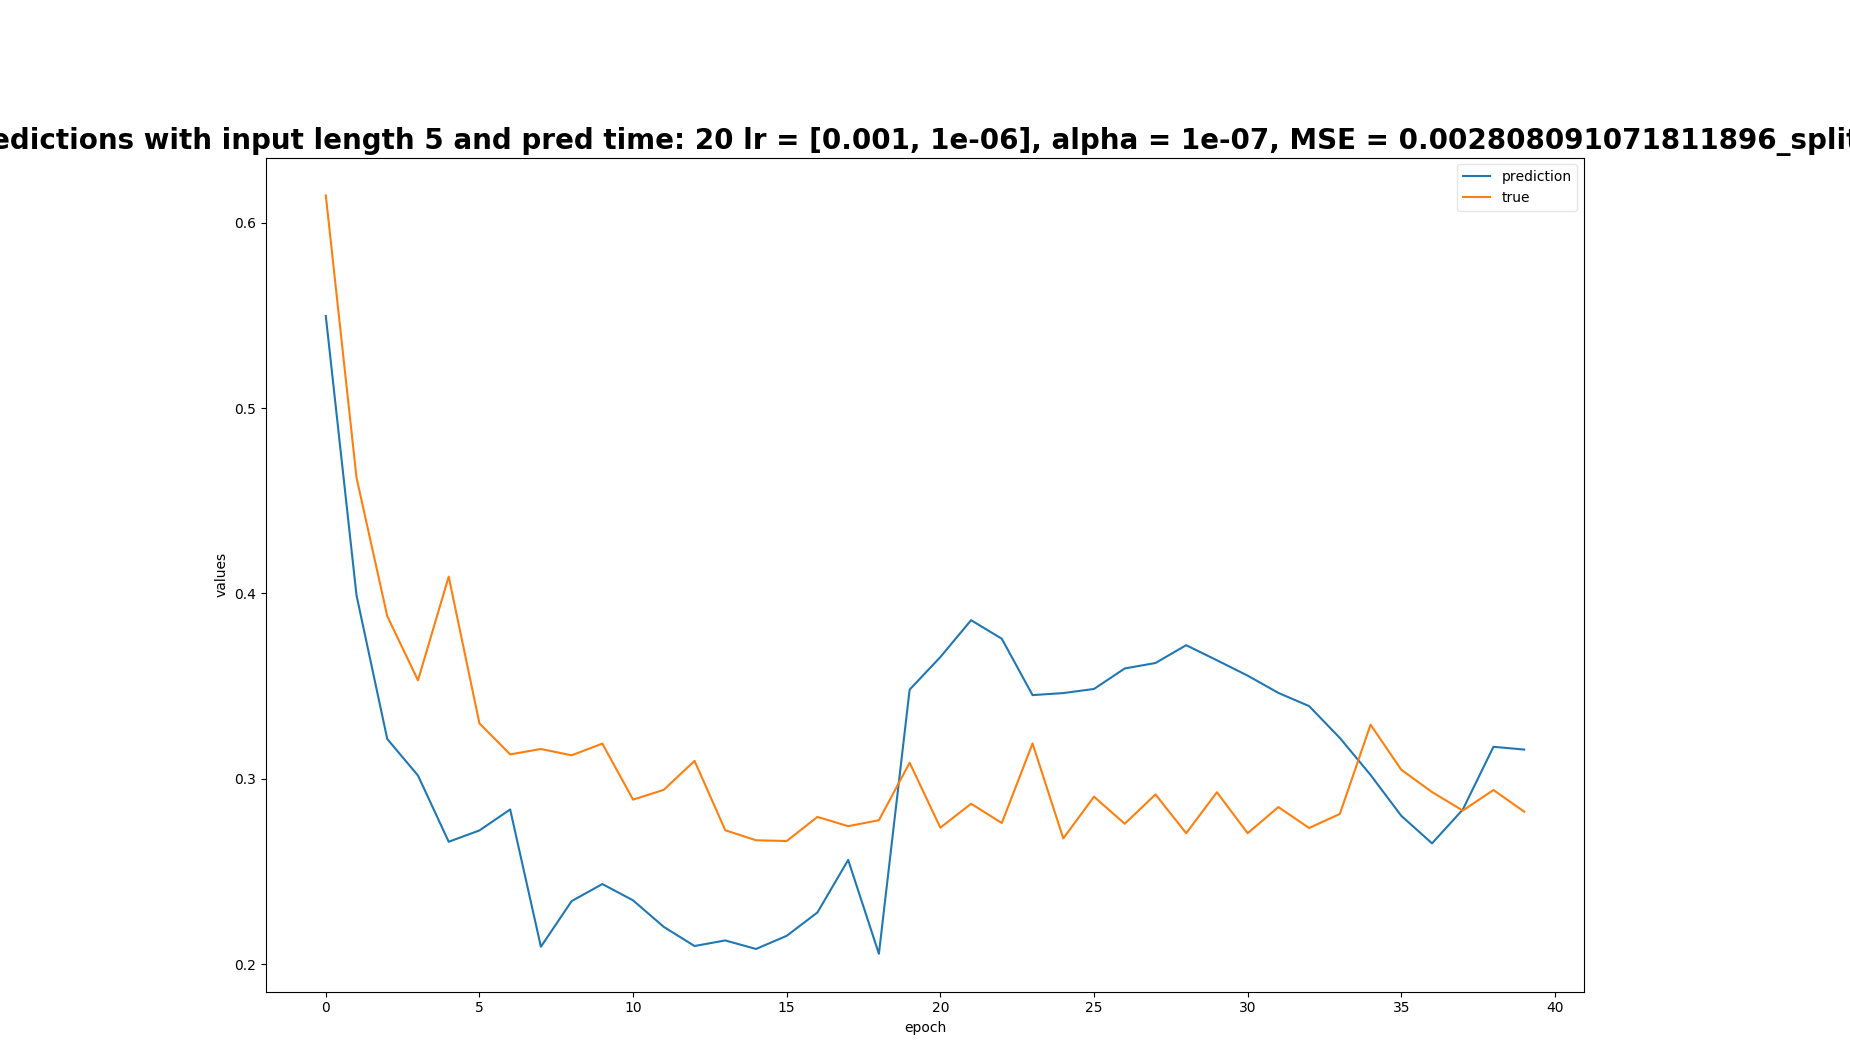 edictions with input length 5 and pred time: 20 lr = [0.001, 1e-06], alpha = 1e-07, MSE = 0.002808091071811896_split
prediction
true
0.6
0.5
0.4
0.3
0.2
values
0 5 10 15 20 25 30 35 40
epoch